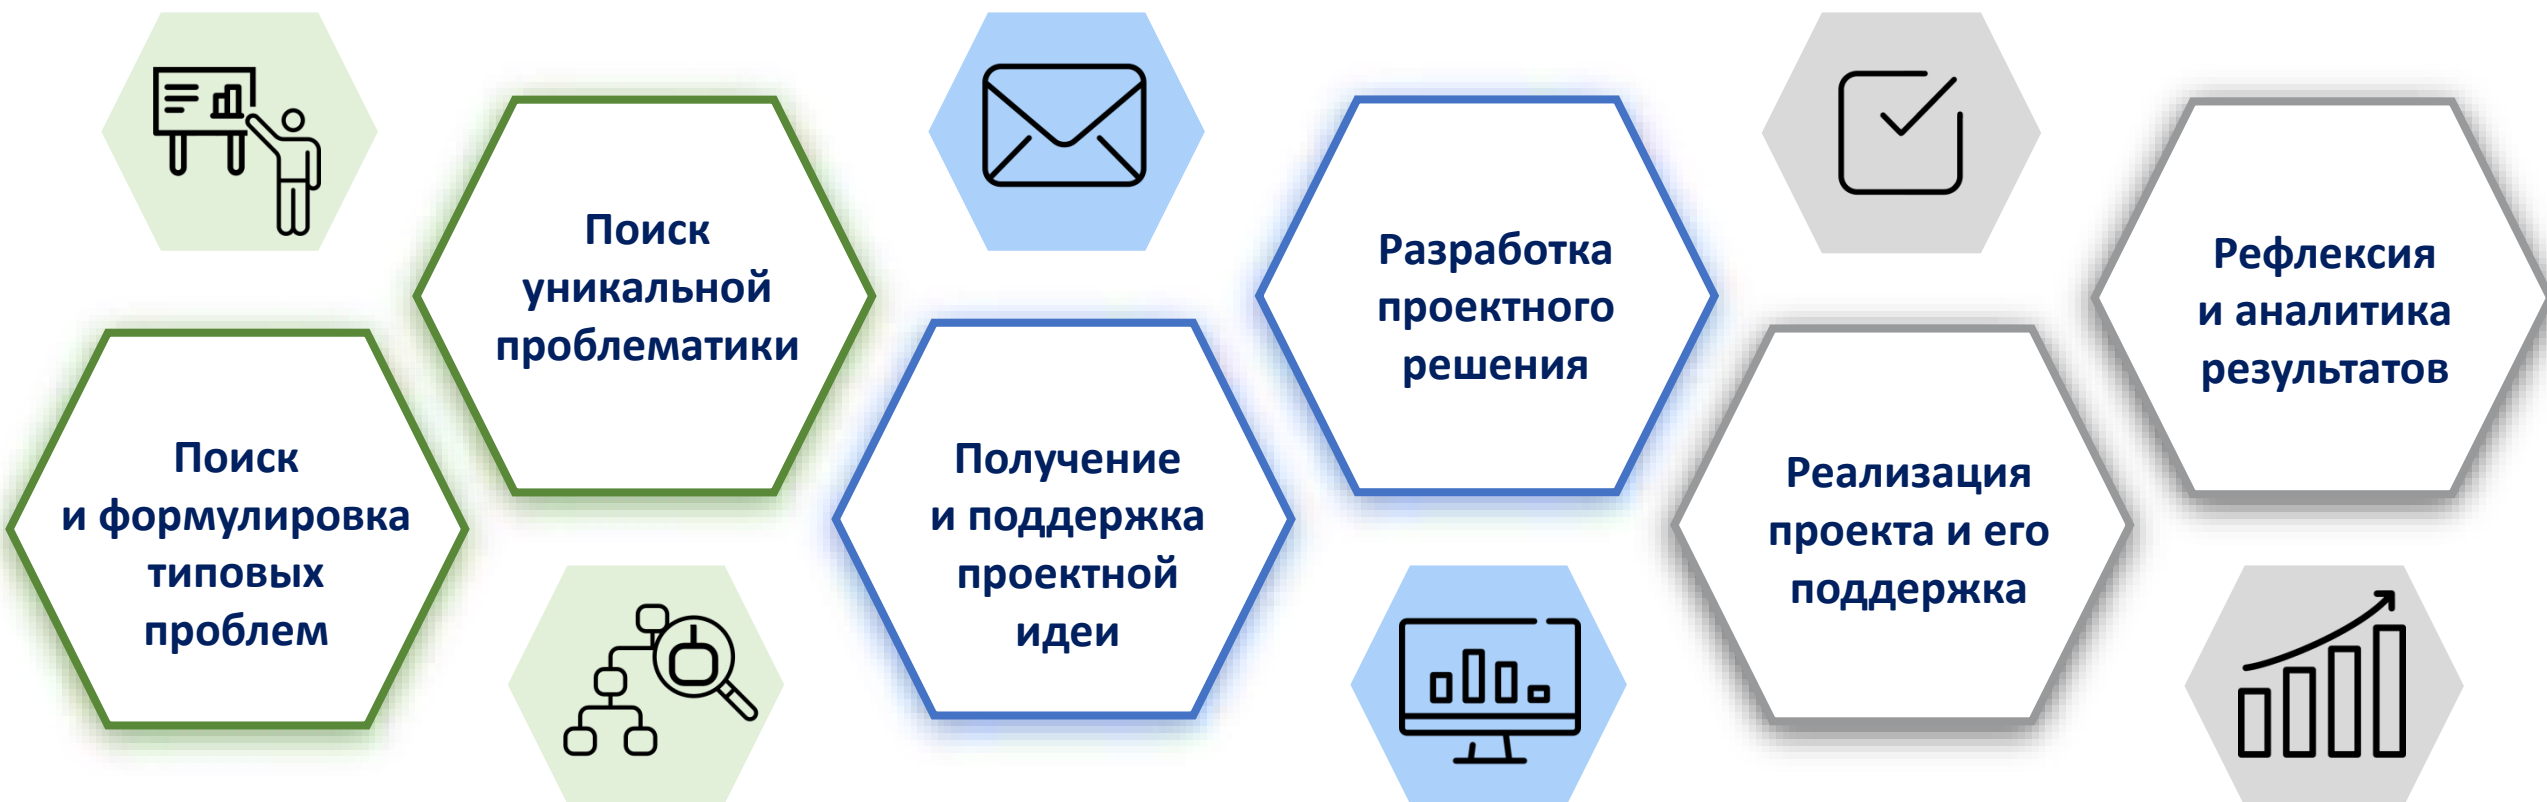 Поиск
и формулировка
типовых
проблем
Поиск
уникальной
проблематики
Получение
и поддержка
проектной
идеи
Разработка
проектного
решения
Реализация
проекта и его
поддержка
Рефлексия
и аналитика
результатов